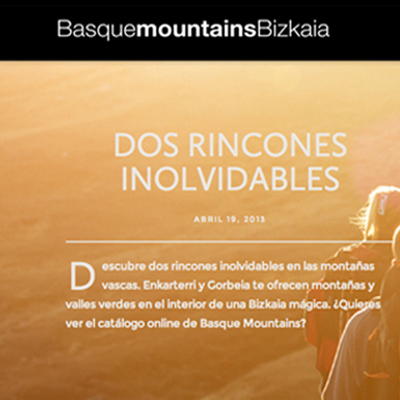 BasquemountainsBizkaia
DOS RINCONES
INOLVIDABLES
ABRIL 19, 2013
Descubre dos rincones inolvidables en las montañas
vascas. Enkarterri y Gorbeia te ofrecen montañas y
valles verdes en el interior de una Bizkaia mágica. ¿Quieres
ver el catálogo online de Basque Mountains?